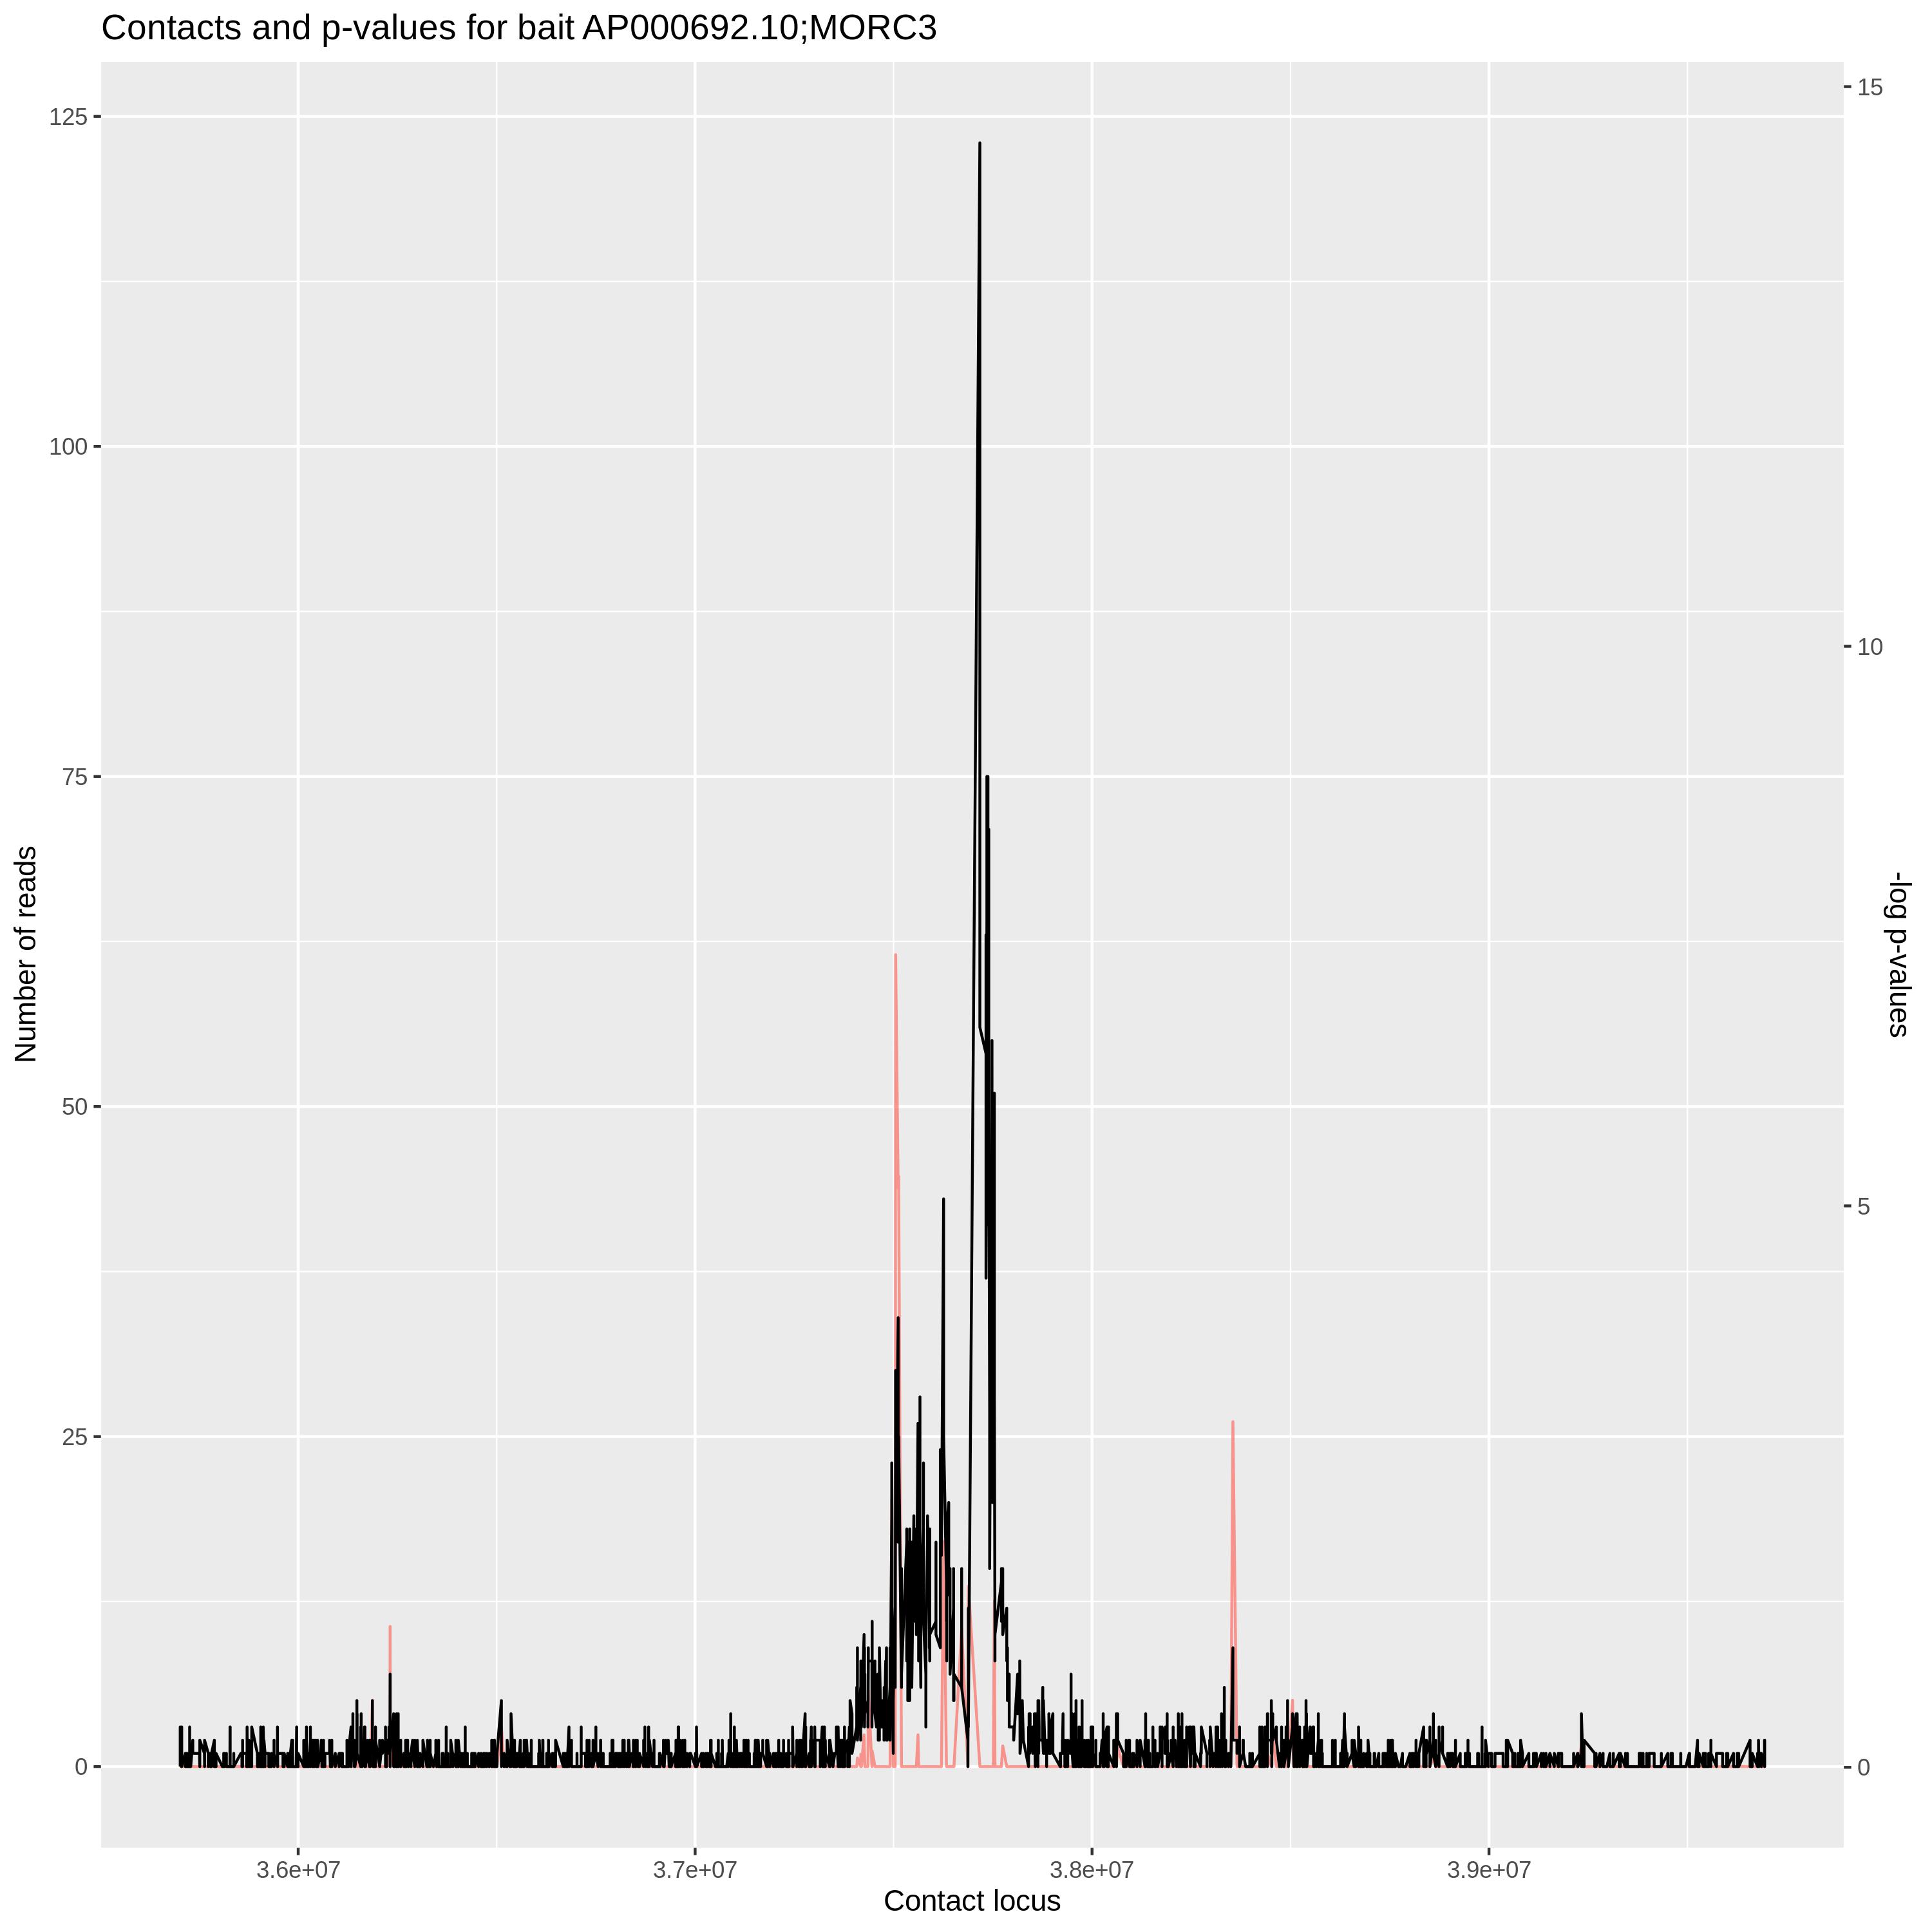 Contacts and p-values for bait AP000692.10;MORC3
125
100
75
50
25
0
Number of reads
15
10
5
0
-log p-values
3.6e+07 3.7e+07 3.8e+07 3.9e+07
Contact locus